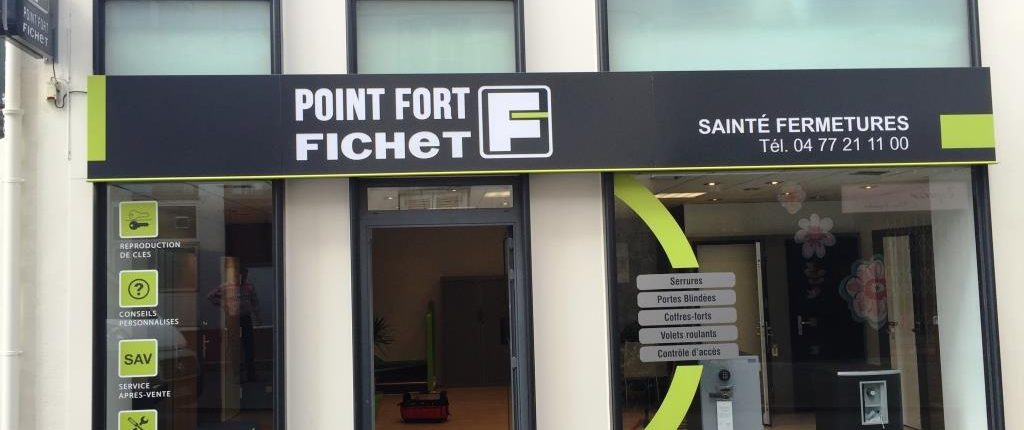 POINT FORT
FICHET
POINT FORT
FICHET
F
SAINTÉ FERMETURES
Tél. 04 77 21 11 00
REPRODUCTION
DE CLES
?
CONSEILS
PERSONNALISES
SAV
SERVICE
APRES-VENTE
Serrures
Portes Blindées
Coffres-forts
Volets roulants
Contrôle d'accès